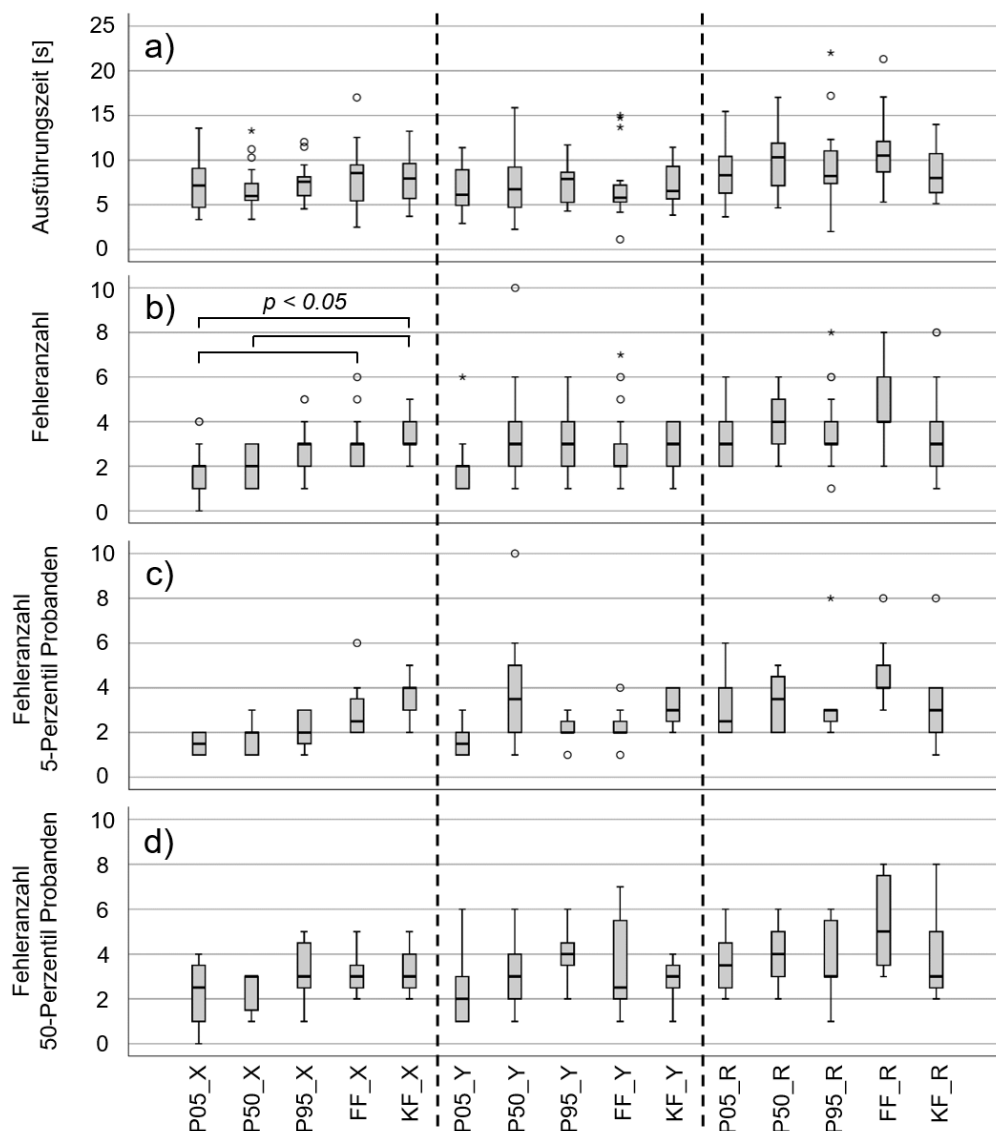 Ausführungszeit [s]
25
20
15
10
5
0
a)
Fehleranzahl
10
8
6
4
2
0
b)
p < 0.05
Fehleranzahl
5-Perzentil Probanden
10
8
6
4
2
0
c)
Fehleranzahl
50-Perzentil Probanden
10
8
6
4
2
0
d)
P05_X
P50_X
P95_X
FF_X
KF_X
P05_Y
P50_Y
P95_Y
FF_Y
KF_Y
P05_R
P50_R
P95_R
FF_R
KF_R